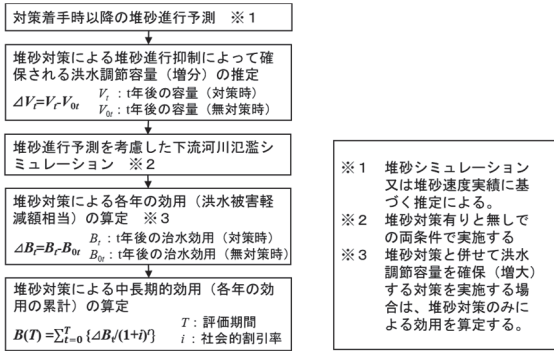 対策着手時以降の堆砂進行予測 ※1
堆砂対策による堆砂進行抑制によって確
保される洪水調節容量（増分）の推定
⊿Vt=Vt-V0t
Vt：t年後の容量（対策時）
V0t：t年後の容量（無対策時）
堆砂進行予測を考慮した下流河川氾濫シ
ミュレーション ※2
堆砂対策による各年の効用（洪水被害軽
減額相当）の算定 ※3
⊿Bt=Bt-B0t
Bt：t年後の治水効用（対策時）
B0t：t年後の治水効用（無対策時）
堆砂対策による中長期的効用（各年の効
用の累計）の算定
B(T)=∑_{t=0}^{T}{⊿Bt/(1+i)^t}
T：評価期間
i：社会的割引率
※1 堆砂シミュレーション
又は堆砂速度実績に基
づく推定による。
※2 堆砂対策有りと無しで
の両条件で実施する
※3 堆砂対策と併せて洪水
調節容量を確保（増大）
する対策を実施する場
合は、堆砂対策のみに
よる効用を算定する。